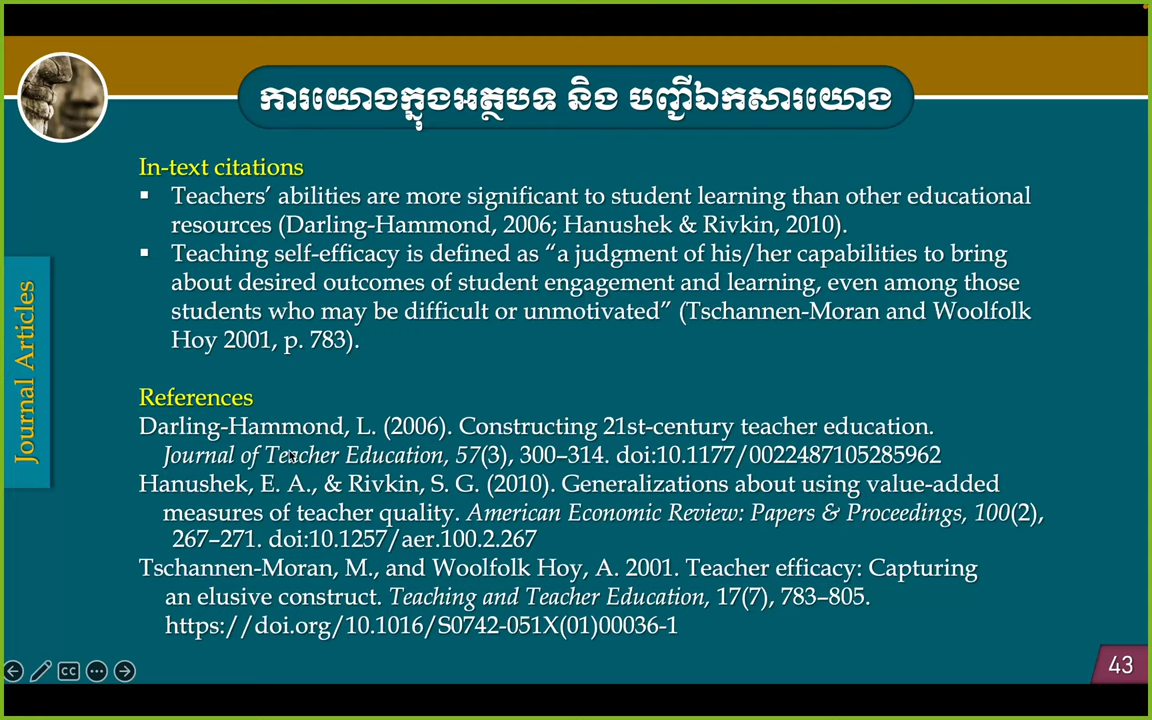 ការយោងក្នុងអត្ថបទ និង បញ្ជីឯកសារយោង
In-text citations
▪ Teachers’ abilities are more significant to student learning than other educational
resources (Darling-Hammond, 2006; Hanushek & Rivkin, 2010).
▪ Teaching self-efficacy is defined as “a judgment of his/her capabilities to bring
about desired outcomes of student engagement and learning, even among those
students who may be difficult or unmotivated” (Tschannen-Moran and Woolfolk
Hoy 2001, p. 783).
Journal Articles
References
Darling-Hammond, L. (2006). Constructing 21st-century teacher education.
Journal of Teacher Education, 57(3), 300–314. doi:10.1177/0022487105285962
Hanushek, E. A., & Rivkin, S. G. (2010). Generalizations about using value-added
measures of teacher quality. American Economic Review: Papers & Proceedings, 100(2),
267–271. doi:10.1257/aer.100.2.267
Tschannen-Moran, M., and Woolfolk Hoy, A. 2001. Teacher efficacy: Capturing
an elusive construct. Teaching and Teacher Education, 17(7), 783–805.
https://doi.org/10.1016/S0742-051X(01)00036-1
CC
43